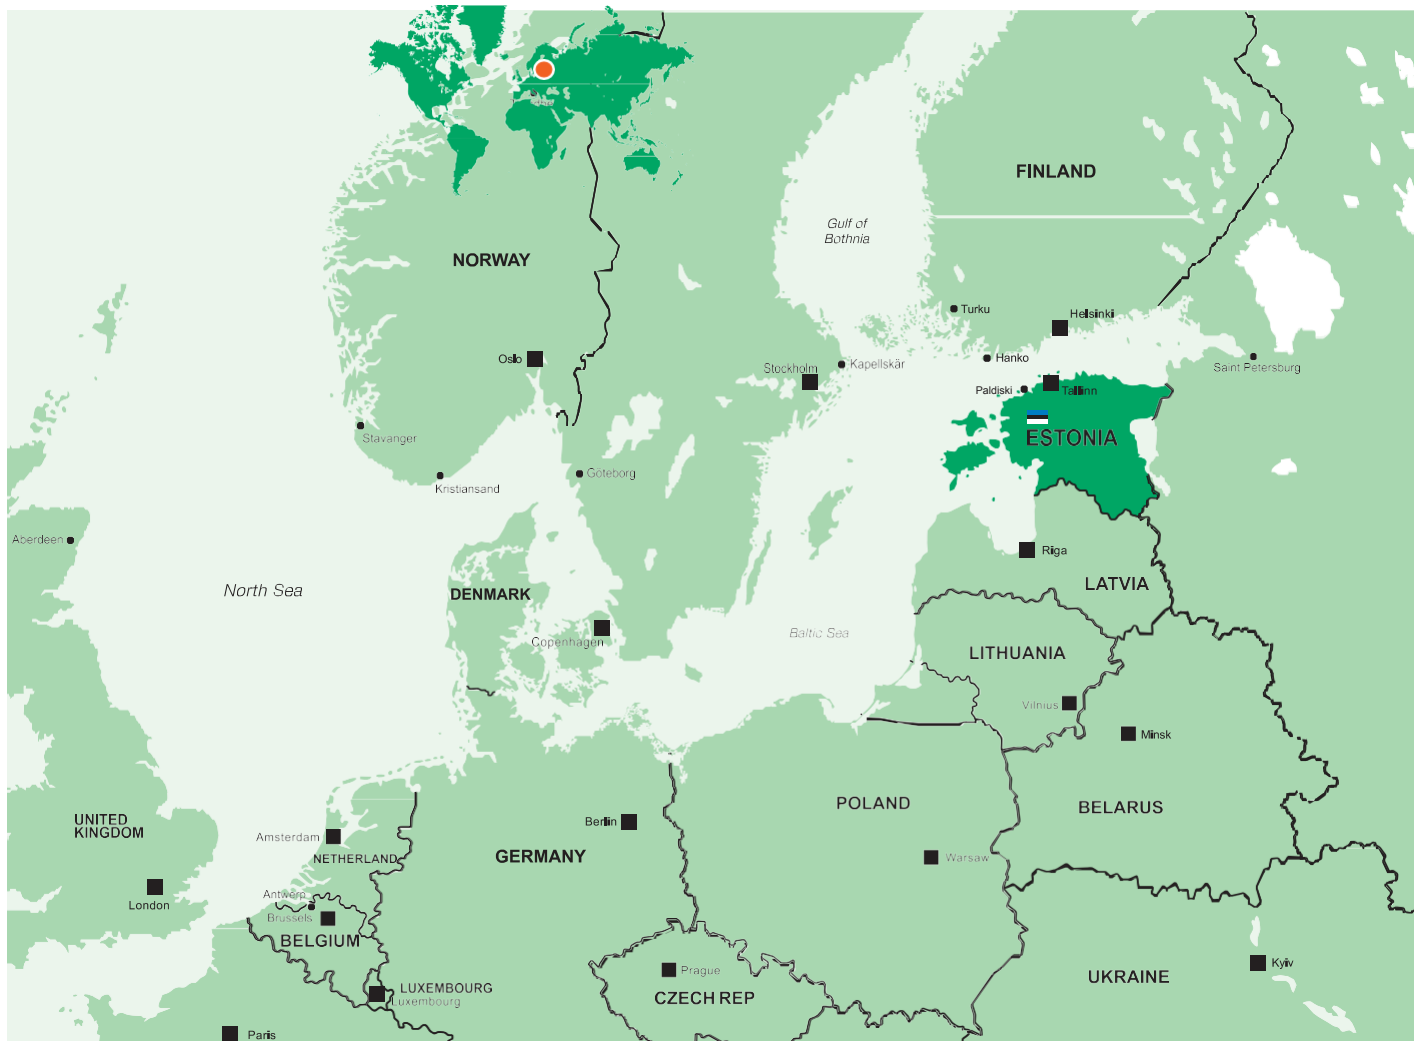 FINLAND
Gulf of
Bothnia
NORWAY
Turku
Helsinki
Oslo
Stockholm
Kapellskär
Hanko
Saint Petersburg
Paldiski
Tallinn
ESTONIA
Stavanger
Göteborg
Kristiansand
Aberdeen
Riga
North Sea
DENMARK
LATVIA
Baltic Sea
Copenhagen
LITHUANIA
Vilnius
Minsk
POLAND
BELARUS
UNITED
KINGDOM
Amsterdam
Berlin
NETHERLAND
GERMANY
Warsaw
Antwerp
London
Brussels
BELGIUM
Kyiv
Prague
UKRAINE
LUXEMBOURG
Luxembourg
CZECH REP
Paris